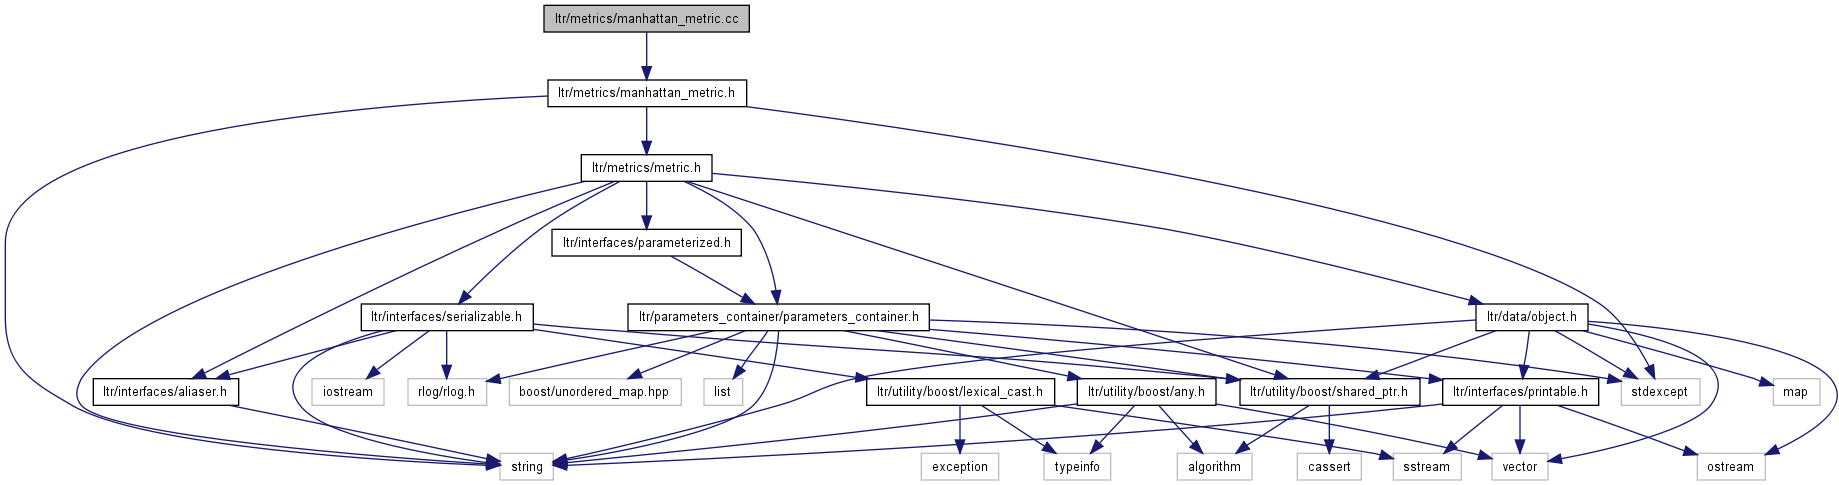 ltr/metrics/manhattan_metric.cc
ltr/metrics/manhattan_metric.h
ltr/metrics/metric.h
ltr/interfaces/parameterized.h
ltr/interfaces/serializable.h
ltr/parameters_container/parameters_container.h
ltr/data/object.h
ltr/interfaces/aliaser.h
iostream
rlog/rlog.h
boost/unordered_map.hpp
list
ltr/utility/boost/lexical_cast.h
ltr/utility/boost/any.h
ltr/utility/boost/shared_ptr.h
ltr/interfaces/printable.h
stdexcept
map
string
exception
typeinfo
algorithm
cassert
sstream
vector
ostream